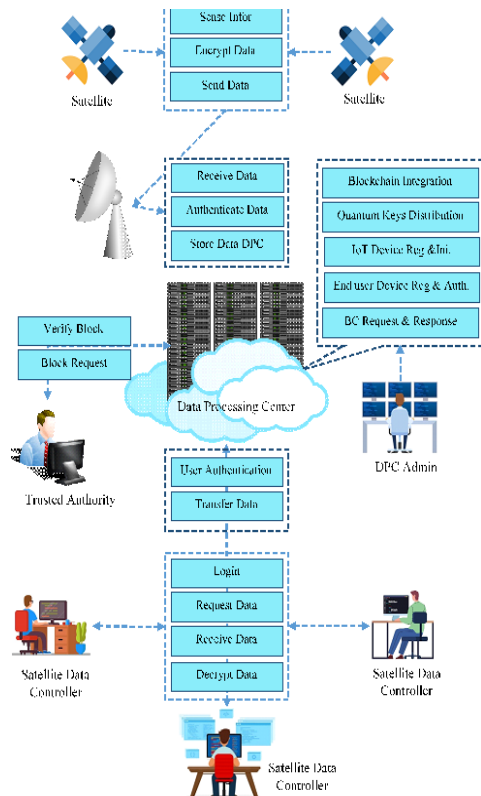 Sense Infor
Encrypt Data
Send Data
Satellite
Satellite
Receive Data
Authenticate Data
Store Data DPC
Blockchain Integration
Quantum Keys Distribution
IoT Device Reg &Ini.
End user Device Reg & Auth.
BC Request & Response
Verify Block
Block Request
Data Processing Center
Trusted Authority
DPC Admin
User Authentication
Transfer Data
Login
Request Data
Receive Data
Decrypt Data
Satellite Data
Controller
Satellite Data
Controller
Satellite Data
Controller